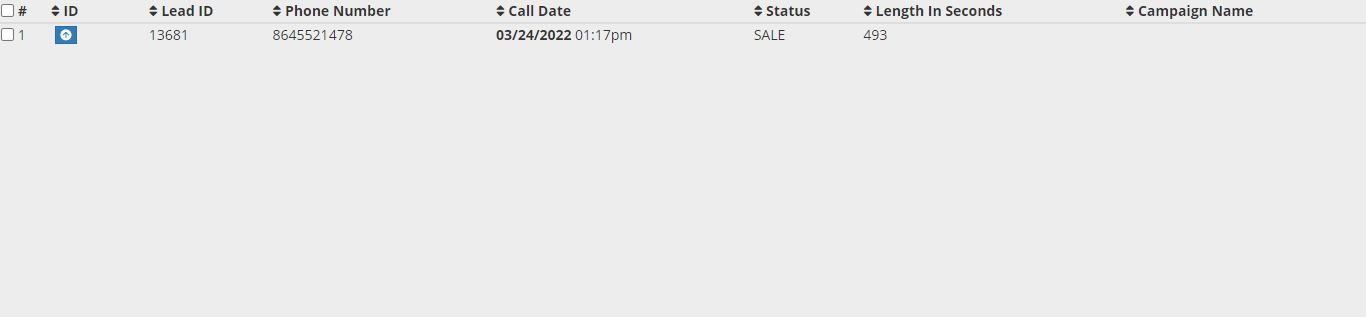 # ID Lead ID Phone Number Call Date Status Length In Seconds Campaign Name
1 13681 8645521478 03/24/2022 01:17pm SALE 493